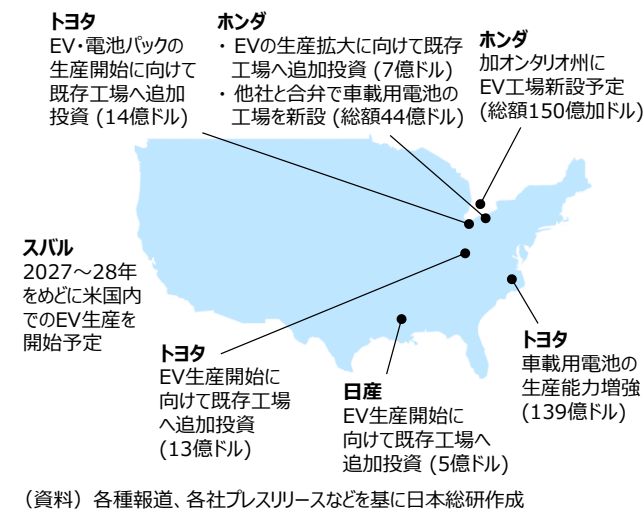 トヨタ
EV・電池パックの
生産開始に向けて
既存工場へ追加
投資 (14億ドル)
ホンダ
・ EVの生産拡大に向けて既存
工場へ追加投資 (7億ドル)
・ 他社と合弁で車載用電池の
工場を新設 (総額44億ドル)
ホンダ
加オンタリオ州に
EV工場新設予定
(総額150億加ドル)
スバル
2027～28年
をめどに米国内
でのEV生産を
開始予定
トヨタ
EV生産開始に
向けて既存工場
へ追加投資
(13億ドル)
日産
EV生産開始に
向けて既存工場へ
追加投資 (5億ドル)
トヨタ
車載用電池の
生産能力増強
(139億ドル)
（資料）各種報道、各社プレスリリースなどを基に日本総研作成